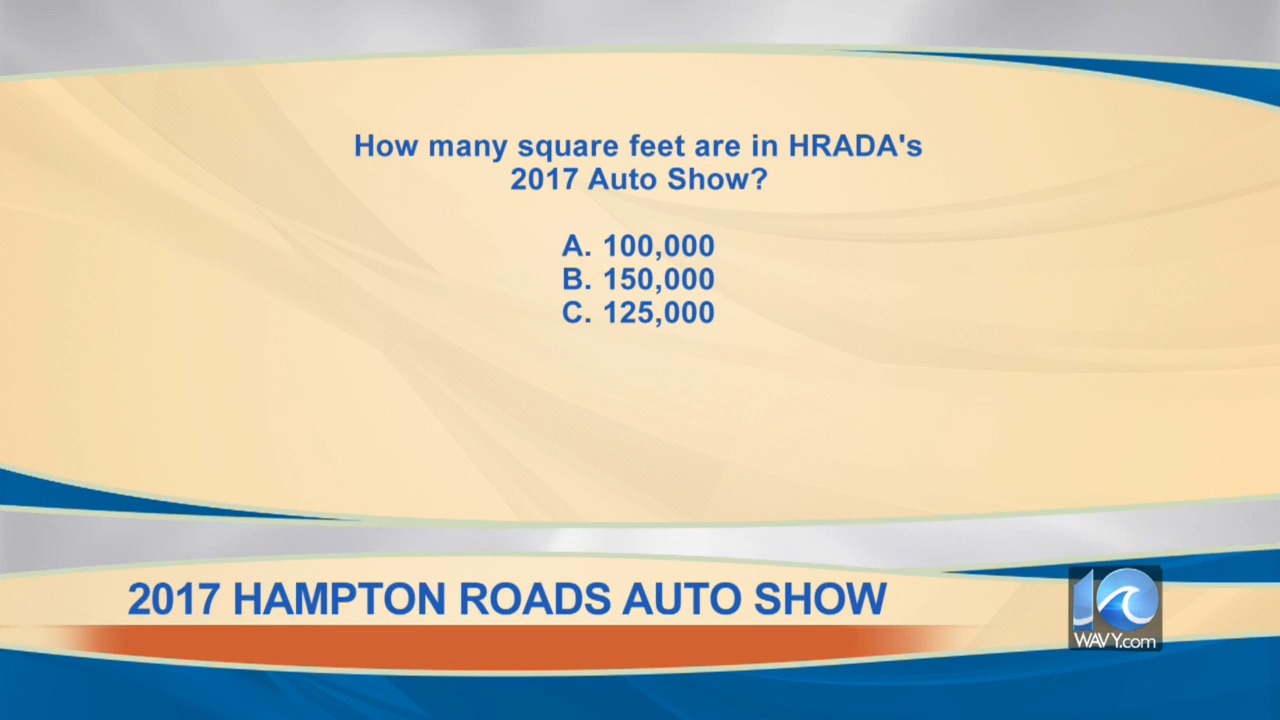 How many square feet are in HRADA's
2017 Auto Show?
A. 100,000
B. 150,000
C. 125,000
2017 HAMPTON ROADS AUTO SHOW
10
WAVY.com